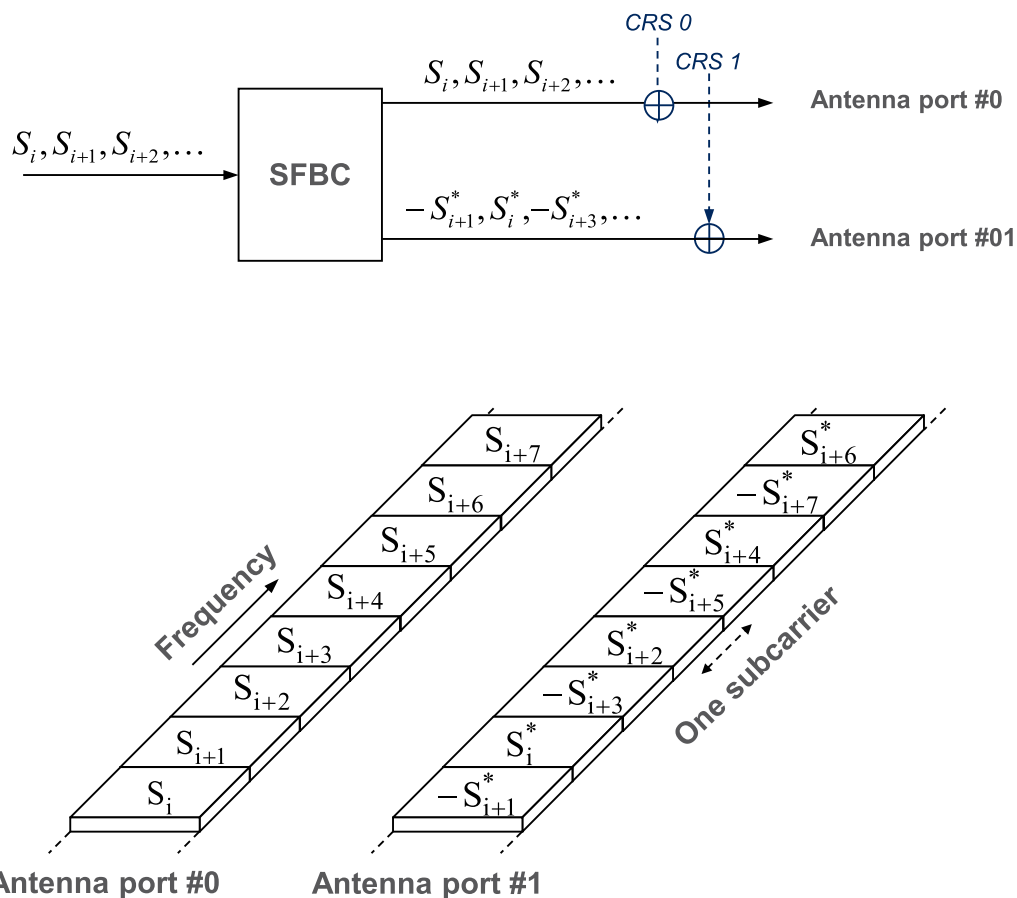 CRS 0
CRS 1
S_i, S_{i+1}, S_{i+2}, ...
Antenna port #0
S_i, S_{i+1}, S_{i+2}, ...
SFBC
-S^*_{i+1}, S^*_i, -S^*_{i+3}, ...
Antenna port #01
S_{i+7}
S_{i+6}
S_{i+5}
S_{i+4}
S_{i+3}
S_{i+2}
S_{i+1}
S_i
Frequency
S^*_{i+6}
-S^*_{i+7}
S^*_{i+4}
-S^*_{i+5}
S^*_{i+2}
-S^*_{i+3}
S^*_i
-S^*_{i+1}
One subcarrier
Antenna port #0
Antenna port #1